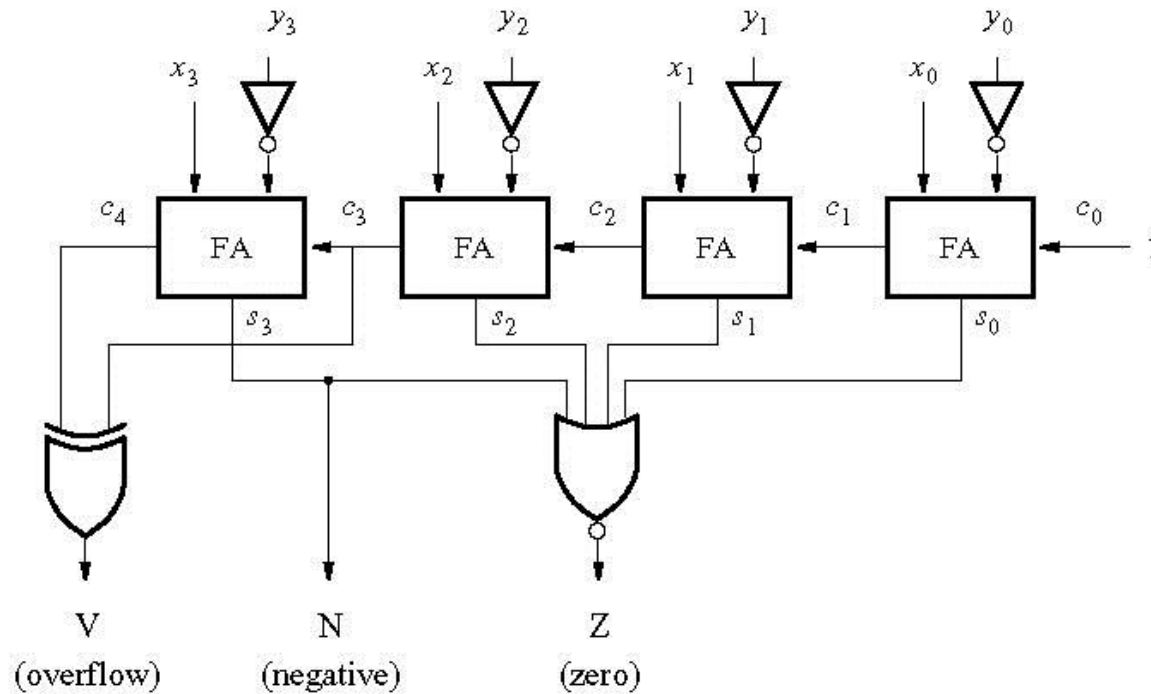 y3 y2 y1 y0
x3 x2 x1 x0
c4 c3 c2 c1 c0
FA FA FA FA 1
s3 s2 s1 s0
V N Z
(overflow) (negative) (zero)